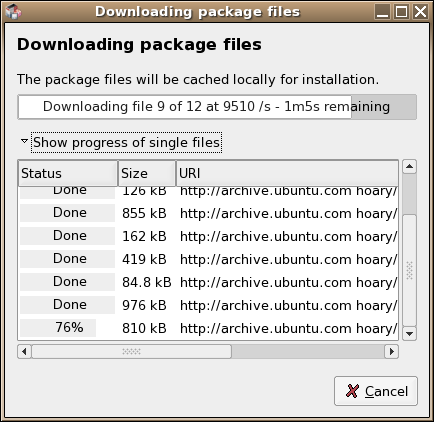 Downloading package files
Downloading package files
The package files will be cached locally for installation.
Downloading file 9 of 12 at 9510 /s - 1m5s remaining
Show progress of single files
Status Size URI
Done 126 kB http://archive.ubuntu.com hoary/
Done 855 kB http://archive.ubuntu.com hoary/
Done 162 kB http://archive.ubuntu.com hoary/
Done 419 kB http://archive.ubuntu.com hoary/
Done 84.8 kB http://archive.ubuntu.com hoary/
Done 976 kB http://archive.ubuntu.com hoary/
76% 810 kB http://archive.ubuntu.com hoary/
Cancel